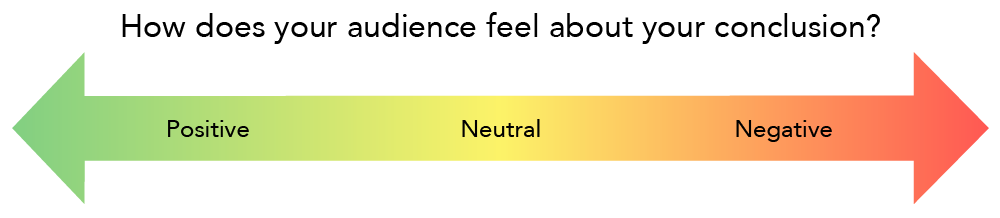 How does your audience feel about your conclusion?
Positive Neutral Negative